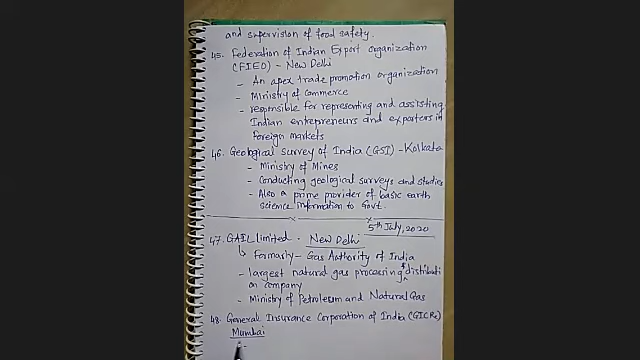 and supervision of food safety.
45. Federation of Indian Export Organization
(FIEO) - New Delhi
- An apex trade promotion organization
- Ministry of Commerce
- responsible for representing and assisting
Indian entrepreneurs and exporters in
foreign markets
46. Geological Survey of India (GSI) - Kolkata
- Ministry of Mines
- Conducting geological surveys and studies
- Also a prime provider of basic earth
science information to Govt.
5th July, 2020
47. GAIL Limited - New Delhi
Formarly - Gas Authority of India
- largest natural gas processing & distributi
on company
- Ministry of Petroleum and Natural Gas
48. General Insurance Corporation of India (GICRe)
Mumbai